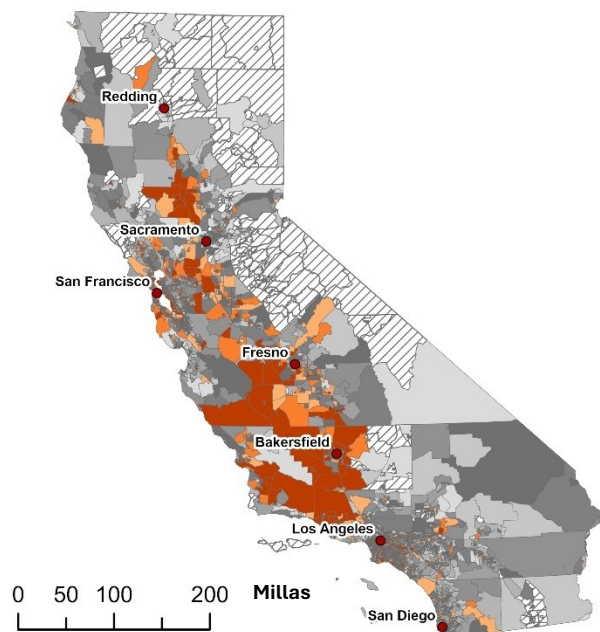 Redding
Sacramento
San Francisco
Fresno
Bakersfield
Los Angeles
0 50 100 200 Millas
San Diego